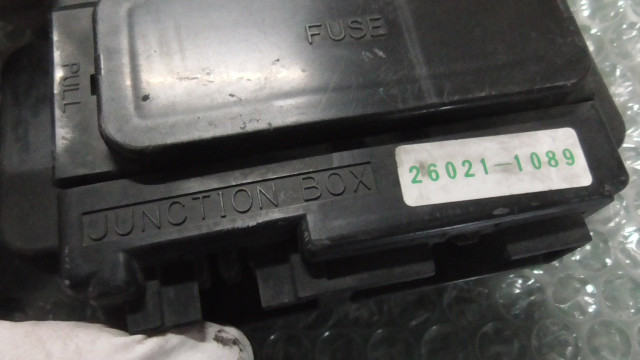 FUSE
PULL
JUNCTION BOX
26021-1089